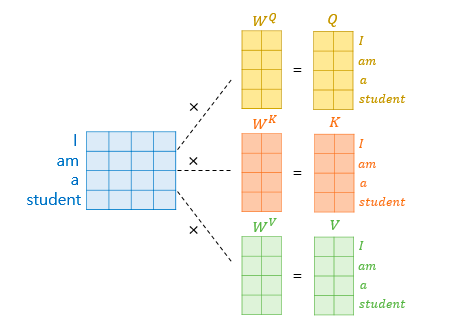 I
am
a
student
×
×
×
W^Q
=
Q
I
am
a
student
W^K
=
K
I
am
a
student
W^V
=
V
I
am
a
student